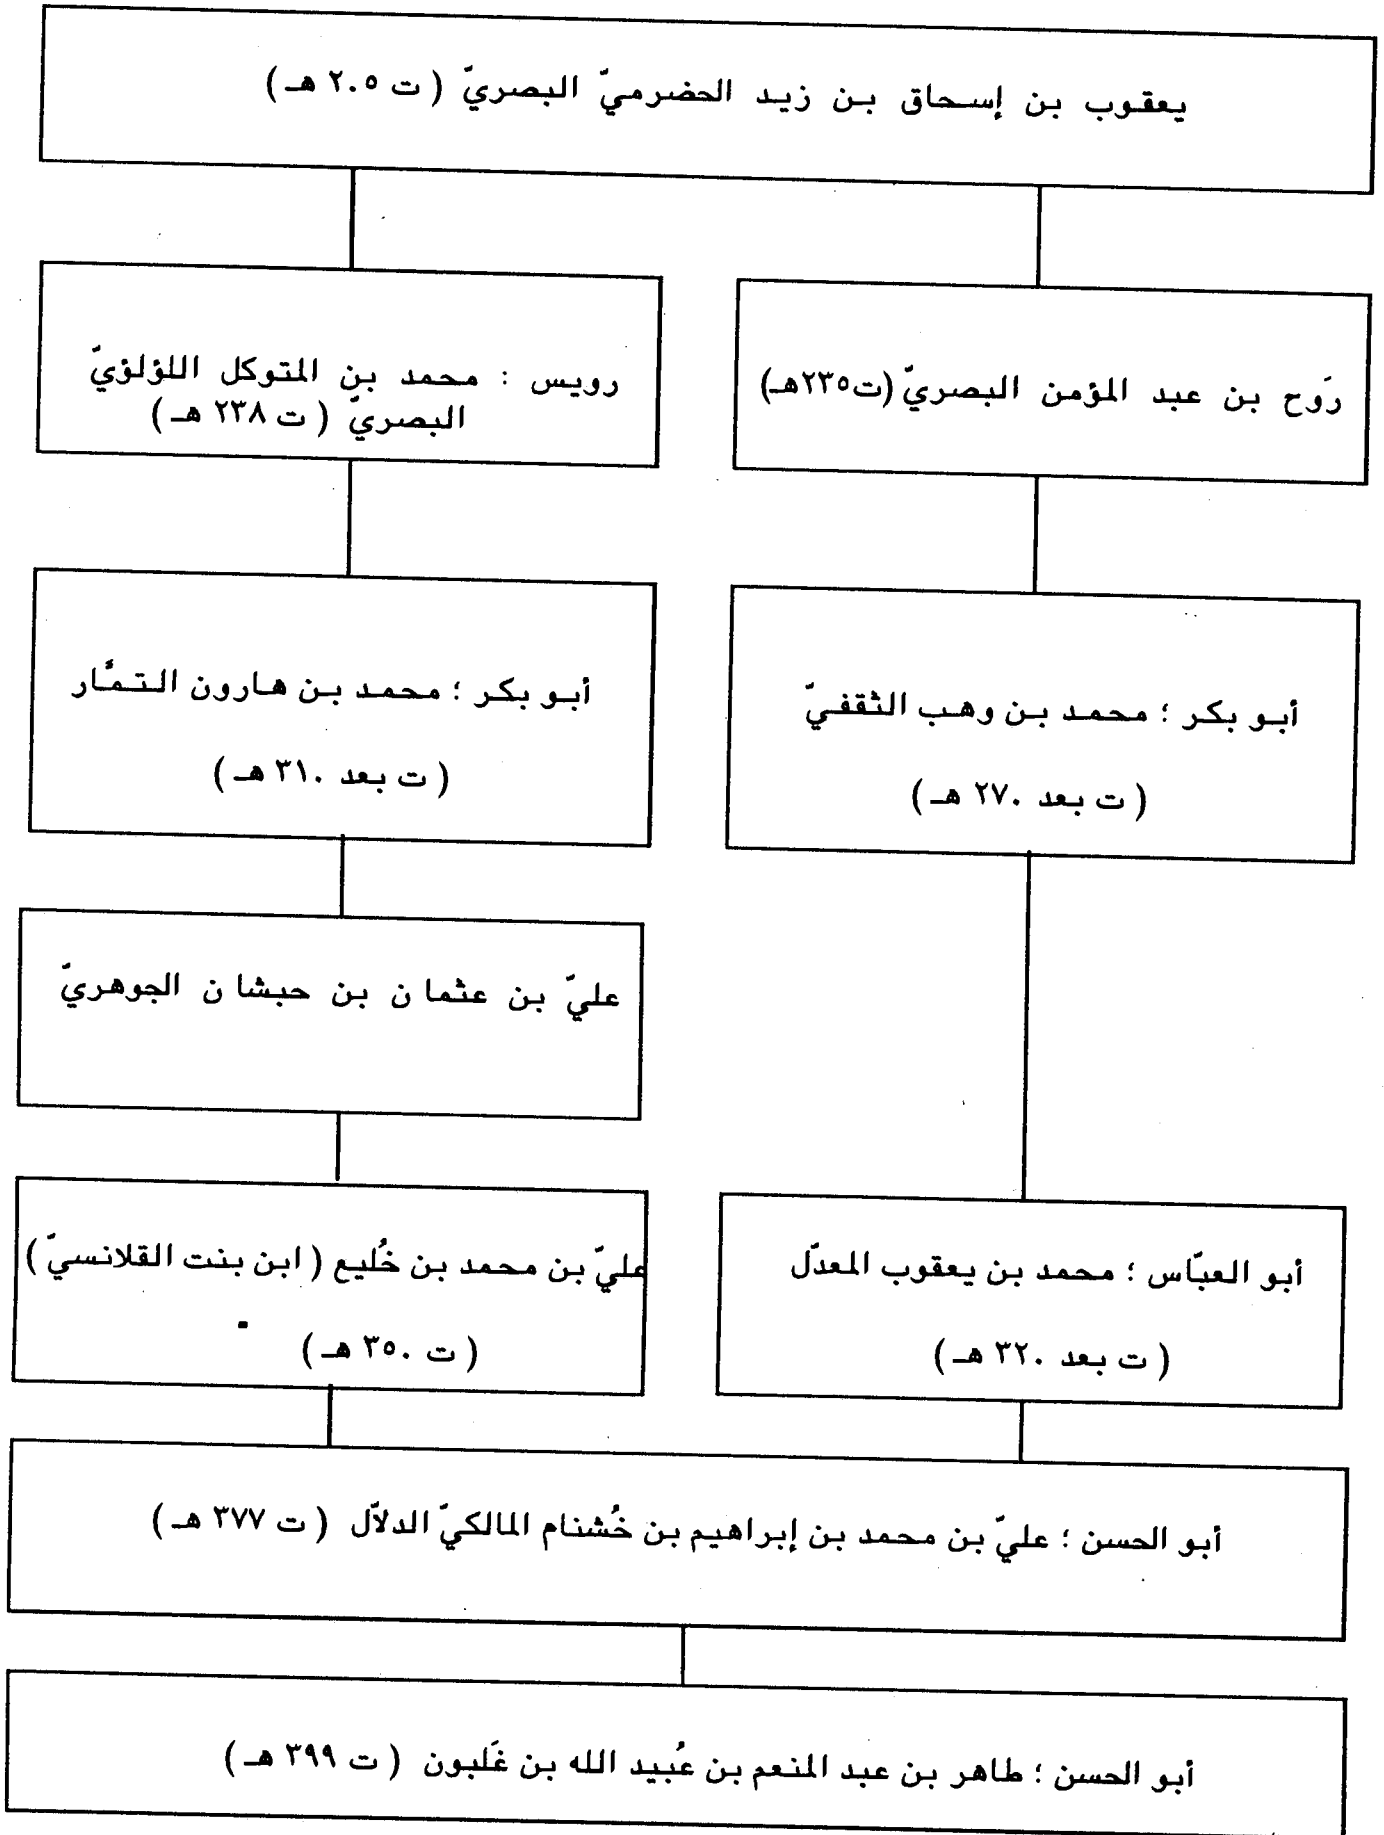 يعقوب بن إسحاق بن زيد الحضرميّ البصريّ ( ت ٢٠٥ هـ )
رَوح بن عبد المؤمن البصريّ (ت٢٣٥هـ)
رويس : محمد بن المتوكل اللؤلؤيّ
البصريّ ( ت ٢٣٨ هـ )
أبو بكر ؛ محمد بن وهب الثقفيّ
( ت بعد ٢٧٠ هـ )
أبو بكر ؛ محمد بن هارون التمَّار
( ت بعد ٣١٠ هـ )
عليّ بن عثمان بن حبشان الجوهريّ
أبو العبّاس ؛ محمد بن يعقوب المعدّل
( ت بعد ٣٢٠ هـ )
عليّ بن محمد بن خُليع ( ابن بنت القلانسيّ )
( ت ٣٥٠ هـ )
أبو الحسن ؛ عليّ بن محمد بن إبراهيم بن خُشنام المالكيّ الدلاّل ( ت ٣٧٧ هـ )
أبو الحسن ؛ طاهر بن عبد المنعم بن عُبيد الله بن غَلبون ( ت ٣٩٩ هـ )